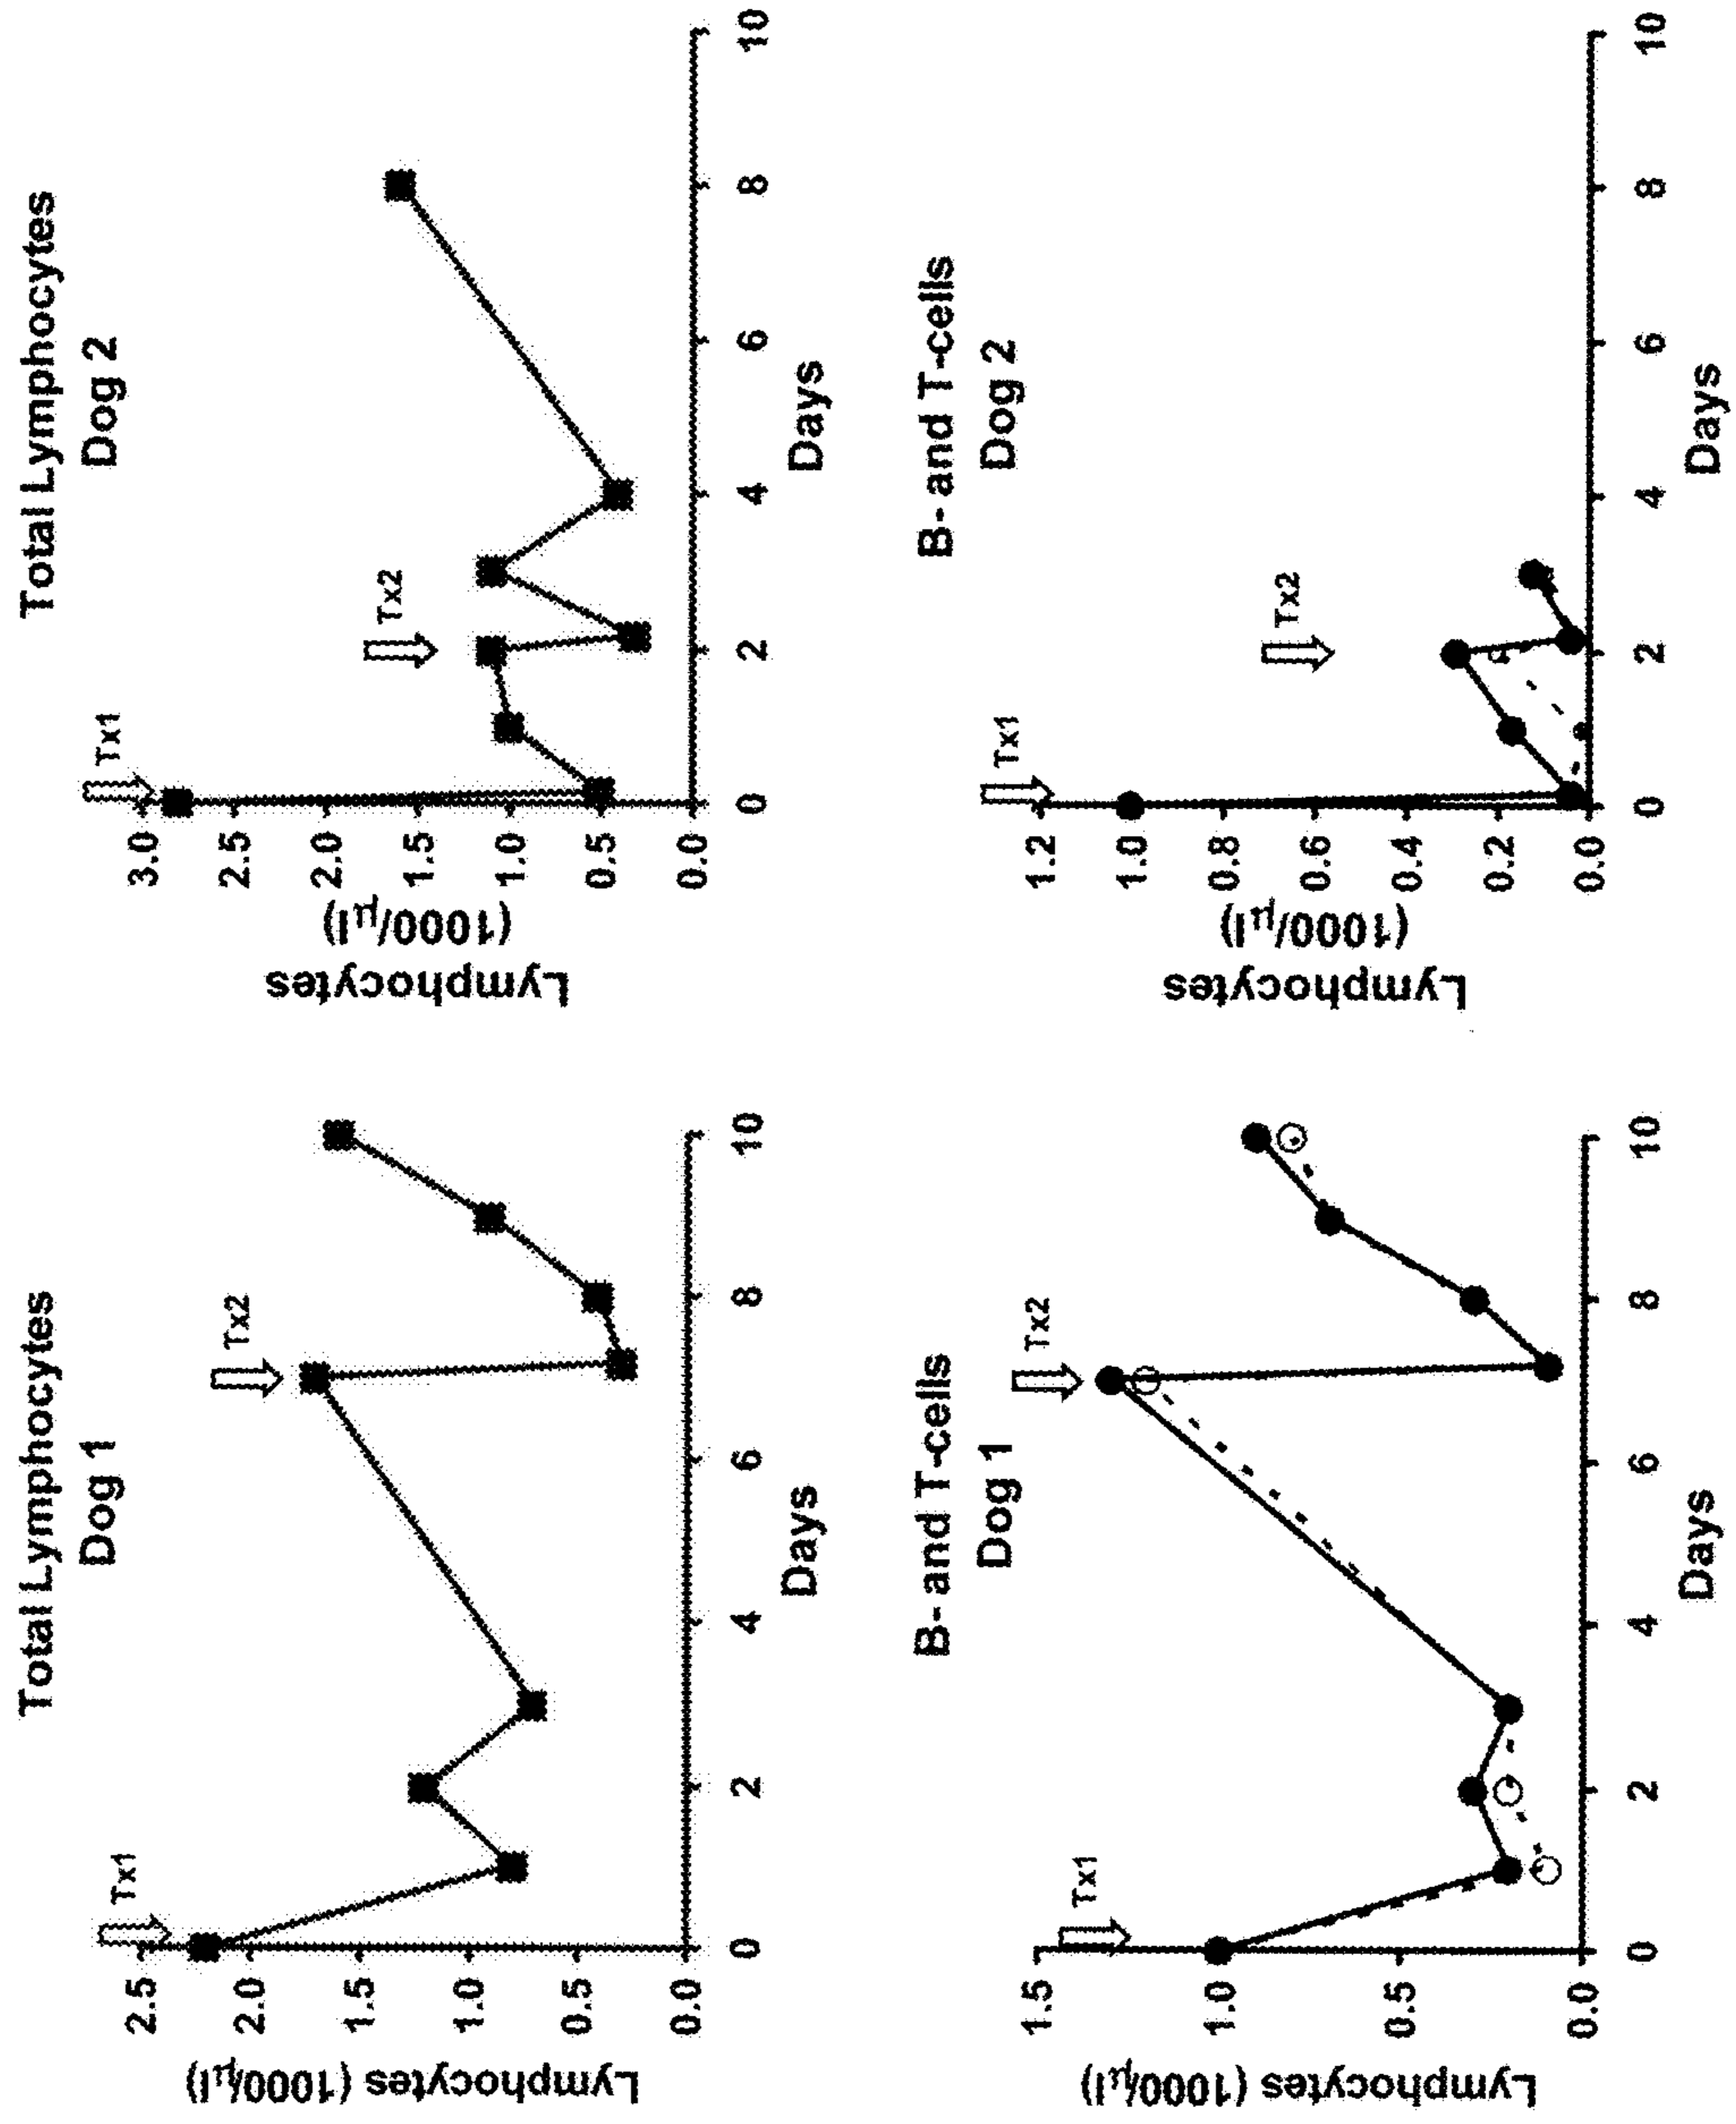 Total Lymphocytes
Dog 1
Tx1
Tx2
2.5
2.0
1.5
1.0
0.5
0.0
Lymphocytes (1000/μl)
0 2 4 6 8 10
Days
Total Lymphocytes
Dog 2
Tx1
Tx2
3.0
2.5
2.0
1.5
1.0
0.5
0.0
Lymphocytes
(1000/μl)
0 2 4 6 8 10
Days
B- and T-cells
Dog 1
Tx1
Tx2
1.5
1.0
0.5
0.0
Lymphocytes (1000/μl)
0 2 4 6 8 10
Days
B- and T-cells
Dog 2
Tx1
Tx2
1.2
1.0
0.8
0.6
0.4
0.2
0.0
Lymphocytes
(1000/μl)
0 2 4 6 8 10
Days